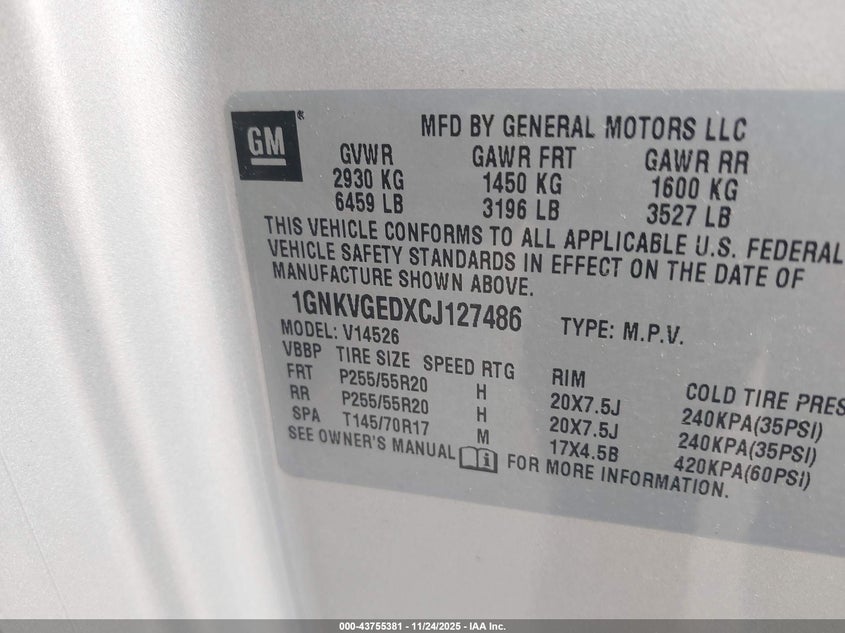 GM®
MFD BY GENERAL MOTORS LLC
GVWR GAWR FRT GAWR RR
2930 KG 1450 KG 1600 KG
6459 LB 3196 LB 3527 LB
THIS VEHICLE CONFORMS TO ALL APPLICABLE U.S. FEDERAL
VEHICLE SAFETY STANDARDS IN EFFECT ON THE DATE OF
MANUFACTURE SHOWN ABOVE.
1GNKVGEDXCJ127486 TYPE: M.P.V.
MODEL: V14526
VBBP TIRE SIZE SPEED RTG RIM COLD TIRE PRES
FRT P255/55R20 H 20X7.5J 240KPA(35PSI)
RR P255/55R20 H 20X7.5J 240KPA(35PSI)
SPA T145/70R17 M 17X4.5B 420KPA(60PSI)
SEE OWNER'S MANUAL FOR MORE INFORMATION.
000-43755381 - 11/24/2025 - IAA Inc.